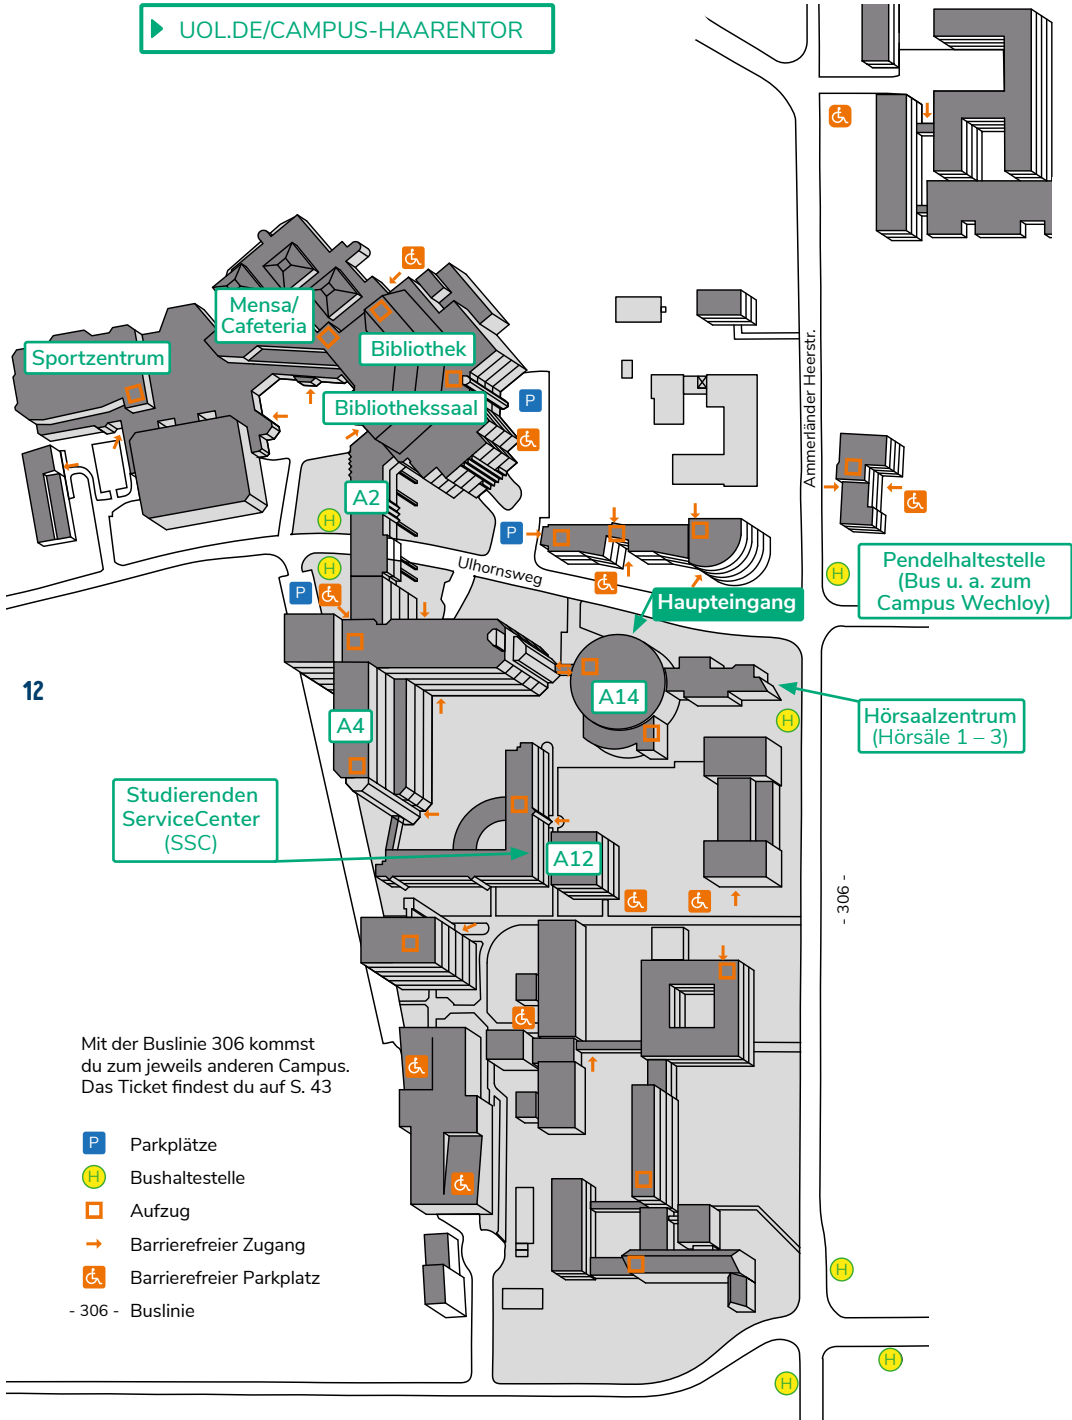 UOL.DE/CAMPUS-HAARENTOR
Mensa/
Cafeteria
Sportzentrum
Bibliothek
Bibliothekssaal
P
Ammerländer Heerstr.
A2
H
P
H
Ulhornsweg
P
H
Pendelhaltestelle
(Bus u. a. zum
Campus Wechloy)
Haupteingang
12
A14
A4
H
Hörsaalzentrum
(Hörsäle 1 – 3)
Studierenden
ServiceCenter
(SSC)
A12
- 306 -
Mit der Buslinie 306 kommst
du zum jeweils anderen Campus.
Das Ticket findest du auf S. 43
P Parkplätze
H Bushaltestelle
Aufzug
Barrierefreier Zugang
Barrierefreier Parkplatz
- 306 - Buslinie
H
H
H